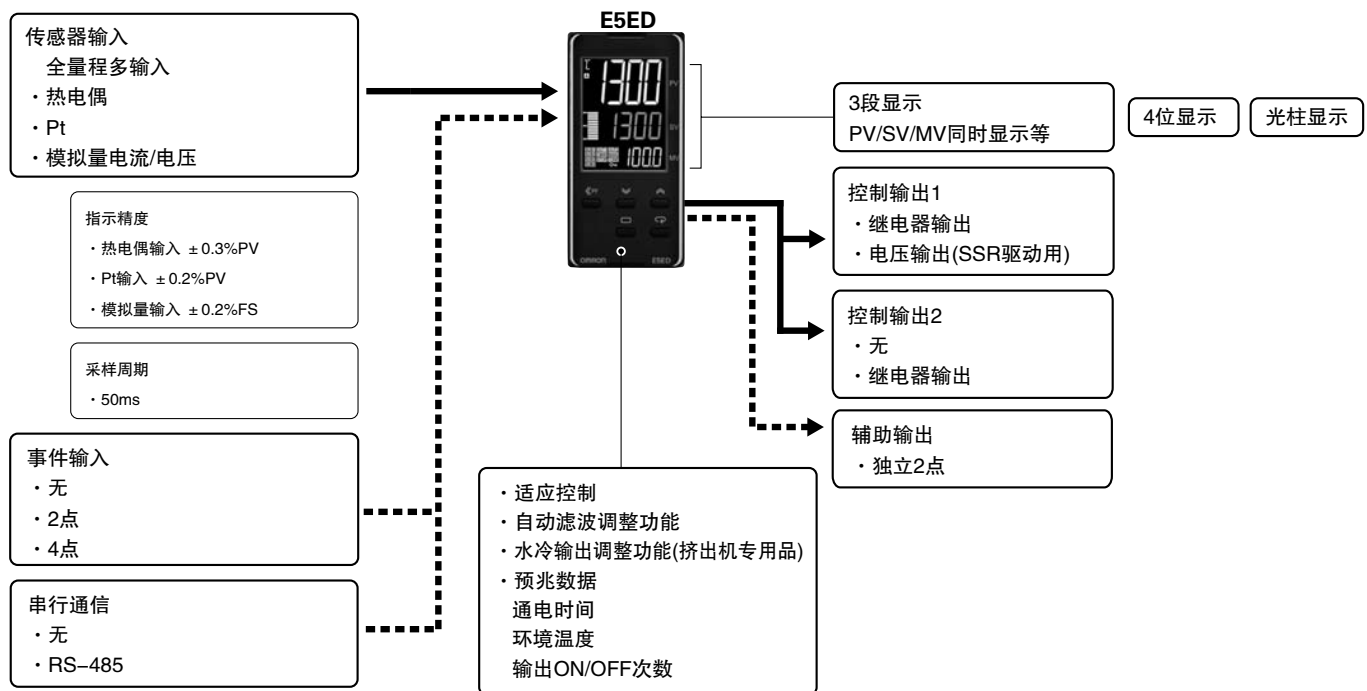 E5ED
传感器输入
全量程多输入
・热电偶
・Pt
・模拟量电流/电压
指示精度
・热电偶输入 ±0.3%PV
・Pt输入 ±0.2%PV
・模拟量输入 ±0.2%FS
采样周期
・50ms
事件输入
・无
・2点
・4点
串行通信
・无
・RS-485
1300
PV
1300
SV
100.0
MV
PF
OMRON E5ED
・适应控制
・自动滤波调整功能
・水冷输出调整功能(挤出机专用品)
・预兆数据
通电时间
环境温度
输出ON/OFF次数
3段显示
PV/SV/MV同时显示等
4位显示
光柱显示
控制输出1
・继电器输出
・电压输出(SSR驱动用)
控制输出2
・无
・继电器输出
辅助输出
・独立2点